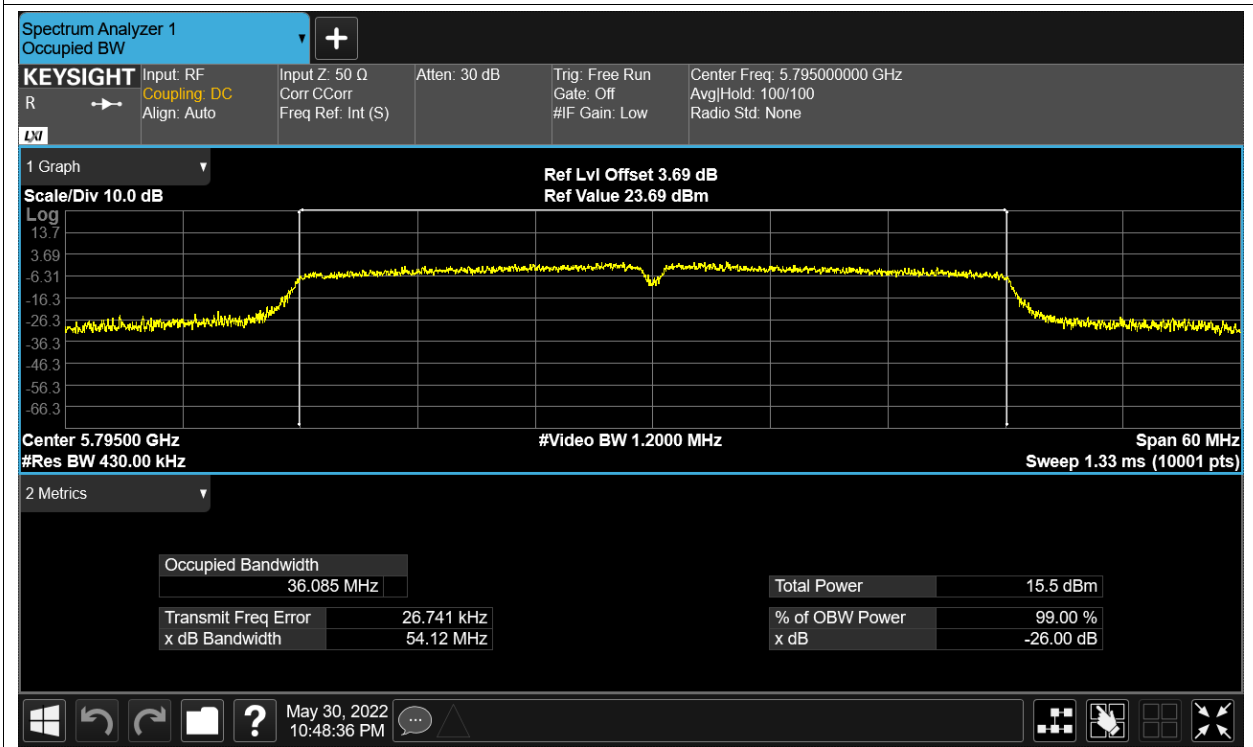 Spectrum Analyzer 1
Occupied BW
KEYSIGHT
R
LXI
Input: RF
Coupling: DC
Align: Auto
Input Z: 50 Ω
Corr CCorr
Freq Ref: Int (S)
Atten: 30 dB
Trig: Free Run
Gate: Off
#IF Gain: Low
Center Freq: 5.795000000 GHz
Avg|Hold: 100/100
Radio Std: None
1 Graph
Scale/Div 10.0 dB
Ref Lvl Offset 3.69 dB
Ref Value 23.69 dBm
Log
13.7
3.69
-6.31
-16.3
-26.3
-36.3
-46.3
-56.3
-66.3
Center 5.79500 GHz
#Video BW 1.2000 MHz
Span 60 MHz
#Res BW 430.00 kHz
Sweep 1.33 ms (10001 pts)
2 Metrics
Occupied Bandwidth
36.085 MHz
Transmit Freq Error 26.741 kHz
x dB Bandwidth 54.12 MHz
Total Power 15.5 dBm
% of OBW Power 99.00 %
x dB -26.00 dB
?
May 30, 2022
10:48:36 PM